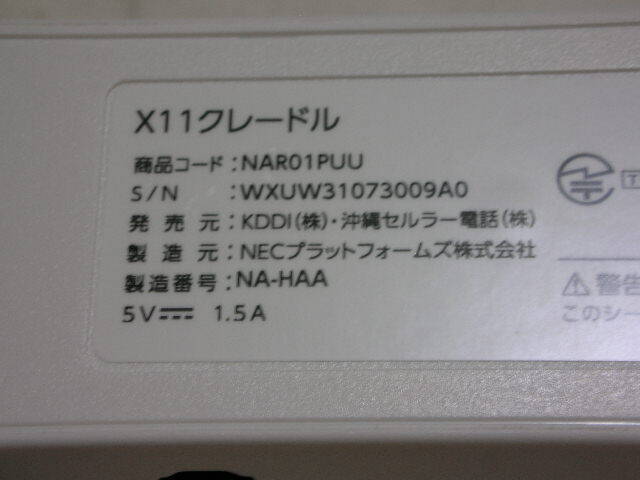 X11クレードル
商品コード:NAR01PUU
S/N :WXUW31073009A0
発売元:KDDI(株)・沖縄セルラー電話(株)
製造元:NECプラットフォームズ株式会社
製造番号:NA-HAA
5V⎓ 1.5A
T
⚠警告
このシー